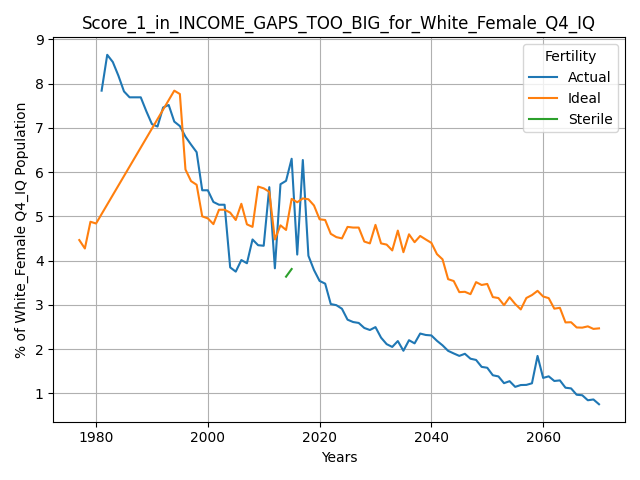 Score_1_in_INCOME_GAPS_TOO_BIG_for_White_Female_Q4_IQ
% of White_Female Q4_IQ Population
9
8
7
6
5
4
3
2
1
Fertility
Actual
Ideal
Sterile
1980
2000
2020
2040
2060
Years